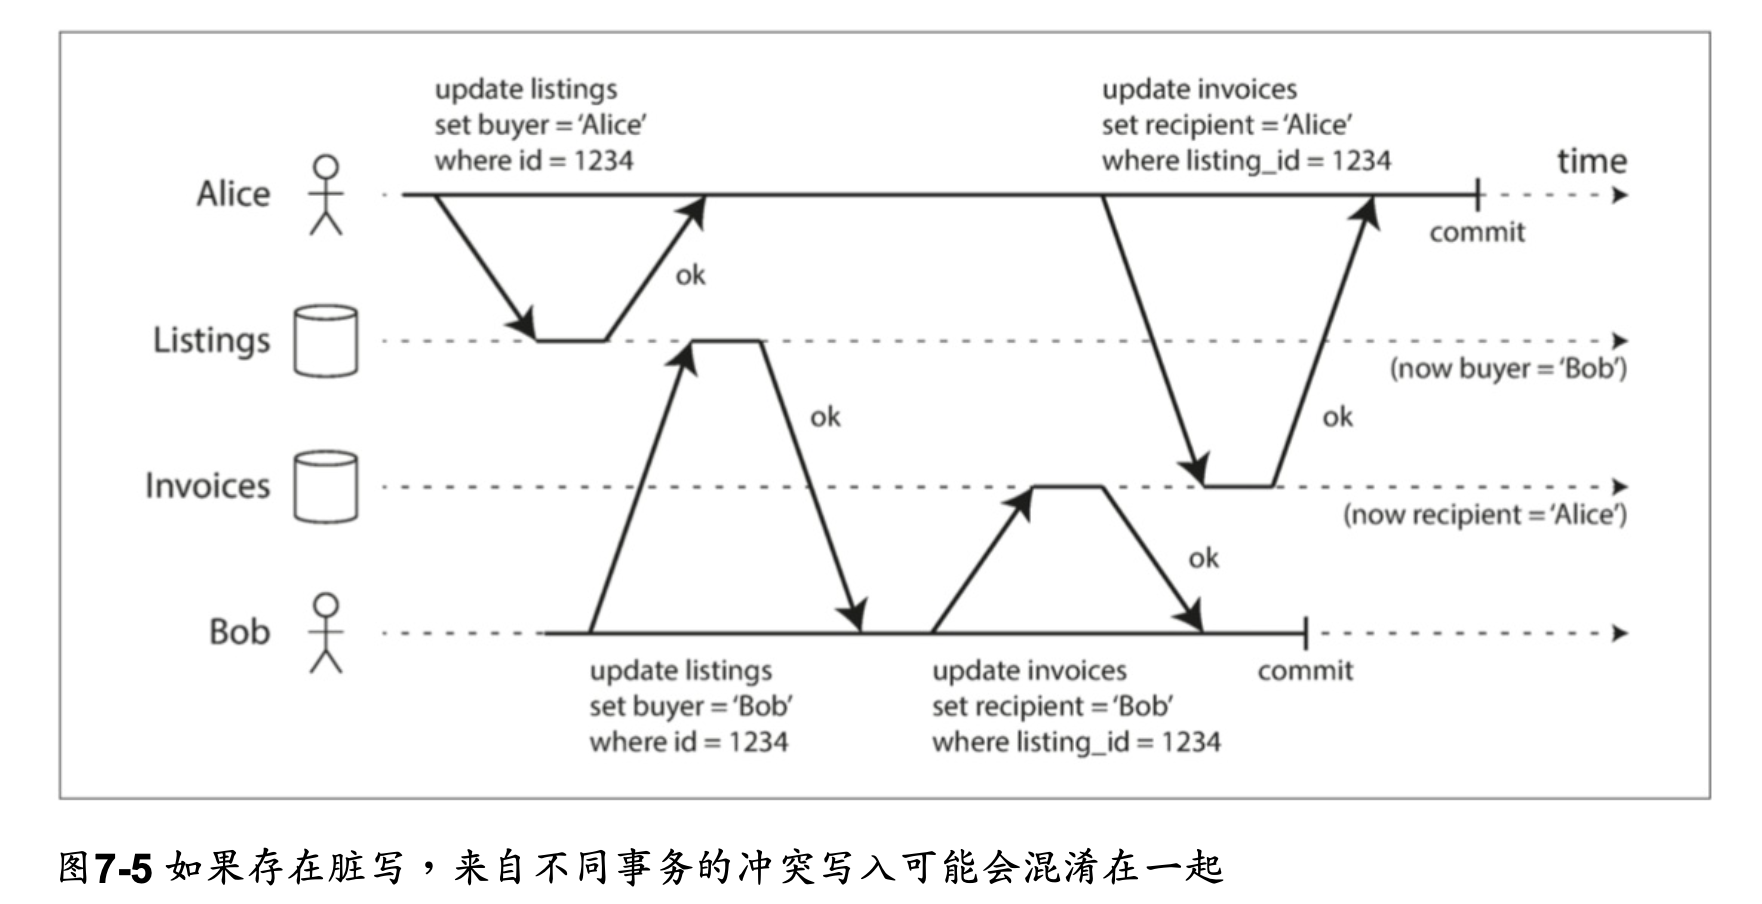 update listings
set buyer = ‘Alice’
where id = 1234
update invoices
set recipient = ‘Alice’
where listing_id = 1234
time
Alice
commit
ok
Listings
(now buyer = ‘Bob’)
ok
ok
Invoices
(now recipient = ‘Alice’)
ok
Bob
update listings
set buyer = ‘Bob’
where id = 1234
update invoices
set recipient = ‘Bob’
where listing_id = 1234
commit
图7-5 如果存在脏写，来自不同事务的冲突写入可能会混淆在一起